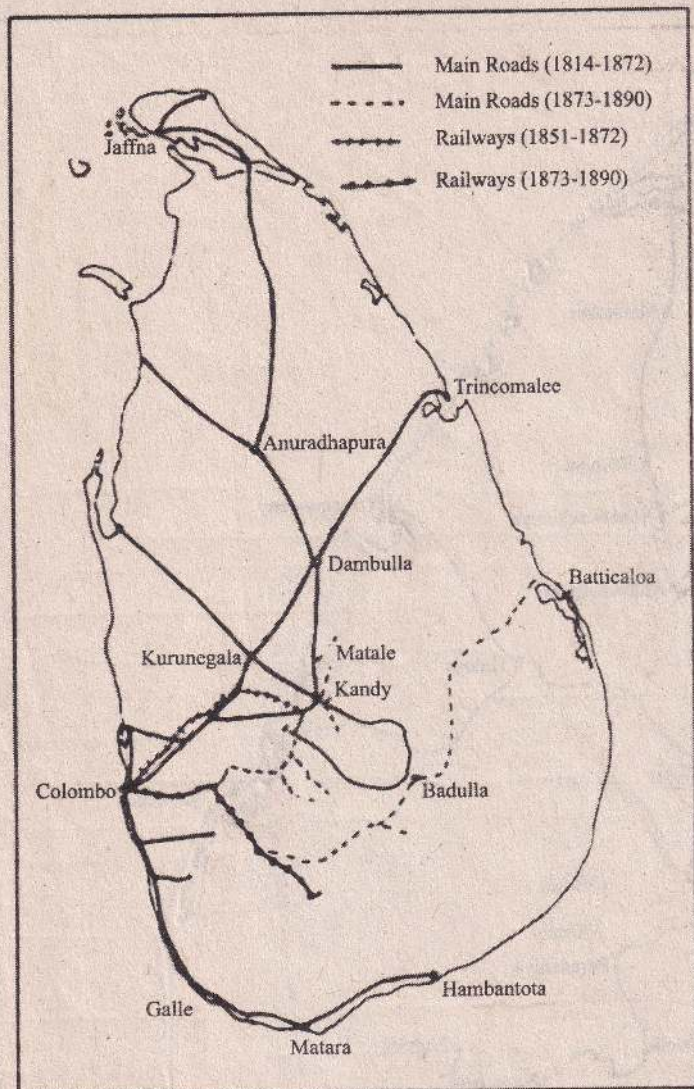 Main Roads (1814-1872)
Main Roads (1873-1890)
Railways (1851-1872)
Railways (1873-1890)
Jaffna
Trincomalee
Anuradhapura
Dambulla
Batticaloa
Kurunegala
Matale
Kandy
Colombo
Badulla
Hambantota
Galle
Matara